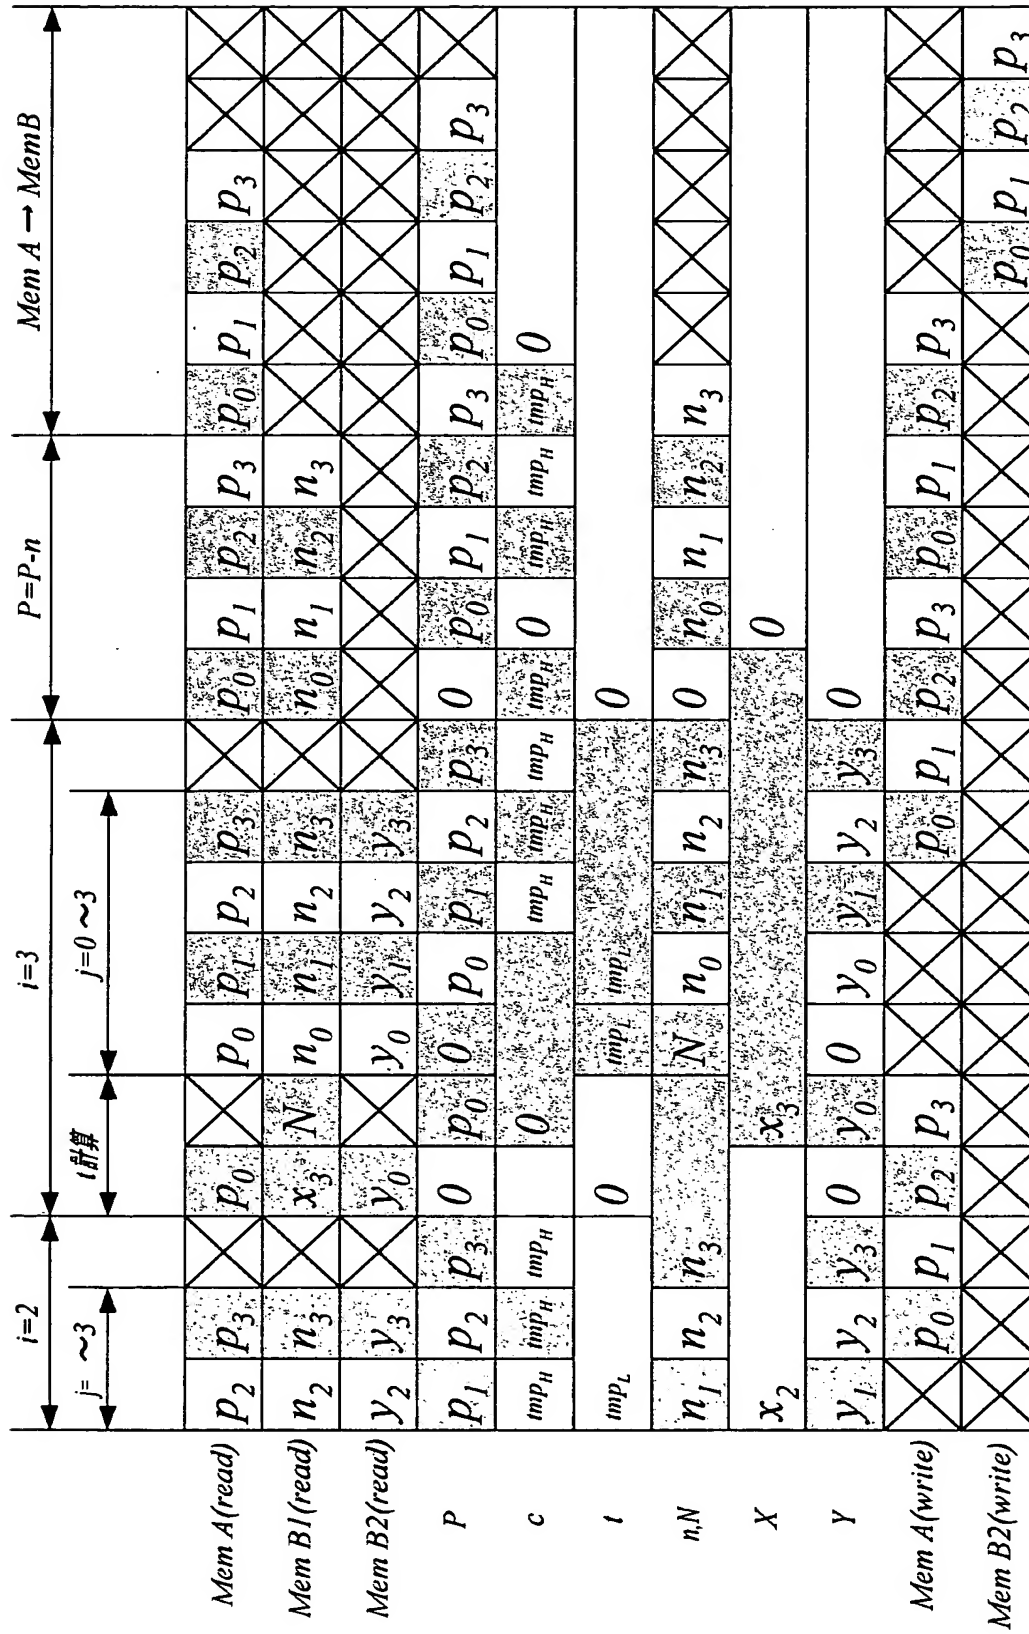 i=2 i=3 P=P-n Mem A → MemB
j= ~3 t計算 j=0~3
Mem A(read) p2 p3 p0 p0 p1 p2 p3 p0 p1 p2 p3 p0 p1 p2 p3
Mem B1(read) n2 n3 x3 N n0 n1 n2 n3 n0 n1 n2 n3
Mem B2(read) y2 y3 y0 y0 y1 y2 y3
P p1 p2 p3 0 p0 0 p0 p1 p2 p3 0 p0 p1 p2 p3 p0 p1 p2 p3
c tmpH tmpH tmpH 0 tmpH tmpH tmpH tmpH 0 tmpH tmpH tmpH 0
t tmpL 0 tmpL tmpL 0
n,N n1 n2 n3 N n0 n1 n2 n3 0 n0 n1 n2 n3
X x2 x3 0
Y y1 y2 y3 0 y0 0 y0 y1 y2 y3 0
Mem A(write) p0 p1 p2 p3 p0 p1 p2 p3 p0 p1 p2 p3
Mem B2(write) p0 p1 p2 p3